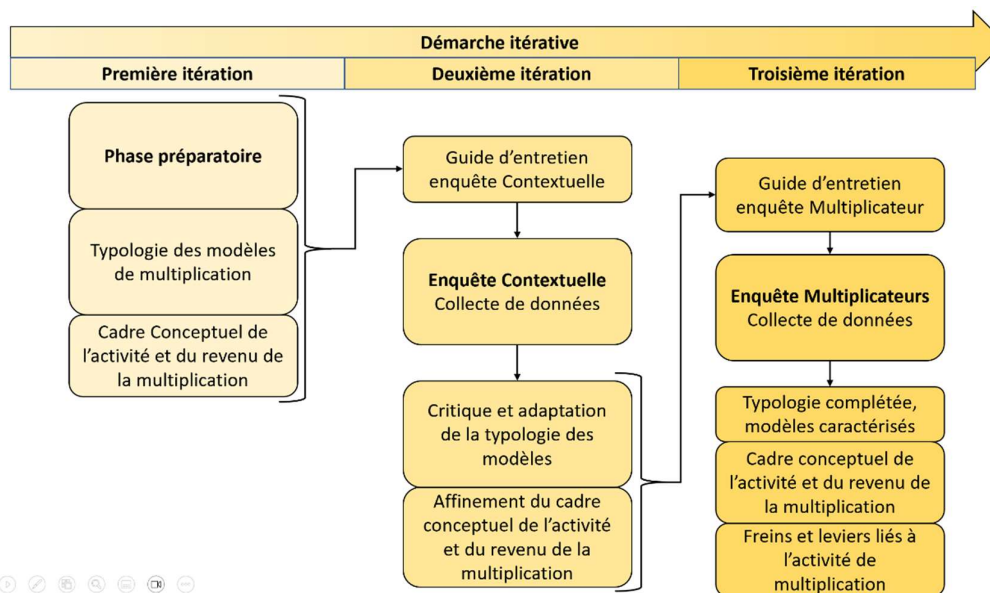 Démarche itérative
Première itération
Deuxième itération
Troisième itération
Phase préparatoire
Typologie des modèles
de multiplication
Cadre Conceptuel de
l'activité et du revenu de
la multiplication
Guide d'entretien
enquête Contextuelle
Enquête Contextuelle
Collecte de données
Critique et adaptation
de la typologie des
modèles
Affinement du cadre
conceptuel de l'activité
et du revenu de la
multiplication
Guide d'entretien
enquête Multiplicateur
Enquête Multiplicateurs
Collecte de données
Typologie complétée,
modèles caractérisés
Cadre conceptuel de
l'activité et du revenu de
la multiplication
Freins et leviers liés à
l'activité de
multiplication